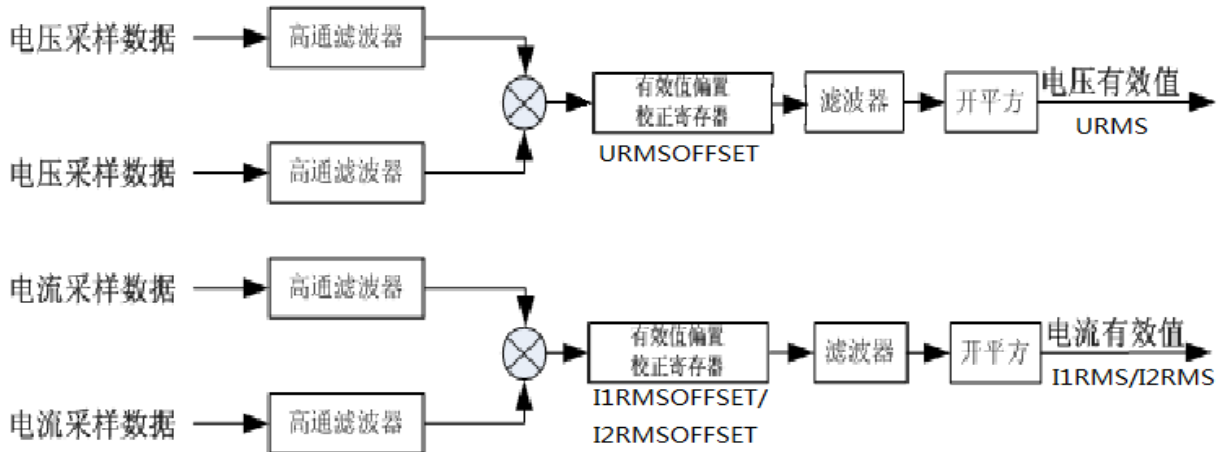 电压采样数据
高通滤波器
电压采样数据
高通滤波器
有效值偏置
校正寄存器
URMSOFFSET
滤波器
开平方
电压有效值
URMS
电流采样数据
高通滤波器
电流采样数据
高通滤波器
有效值偏置
校正寄存器
I1RMSOFFSET/
I2RMSOFFSET
滤波器
开平方
电流有效值
I1RMS/I2RMS